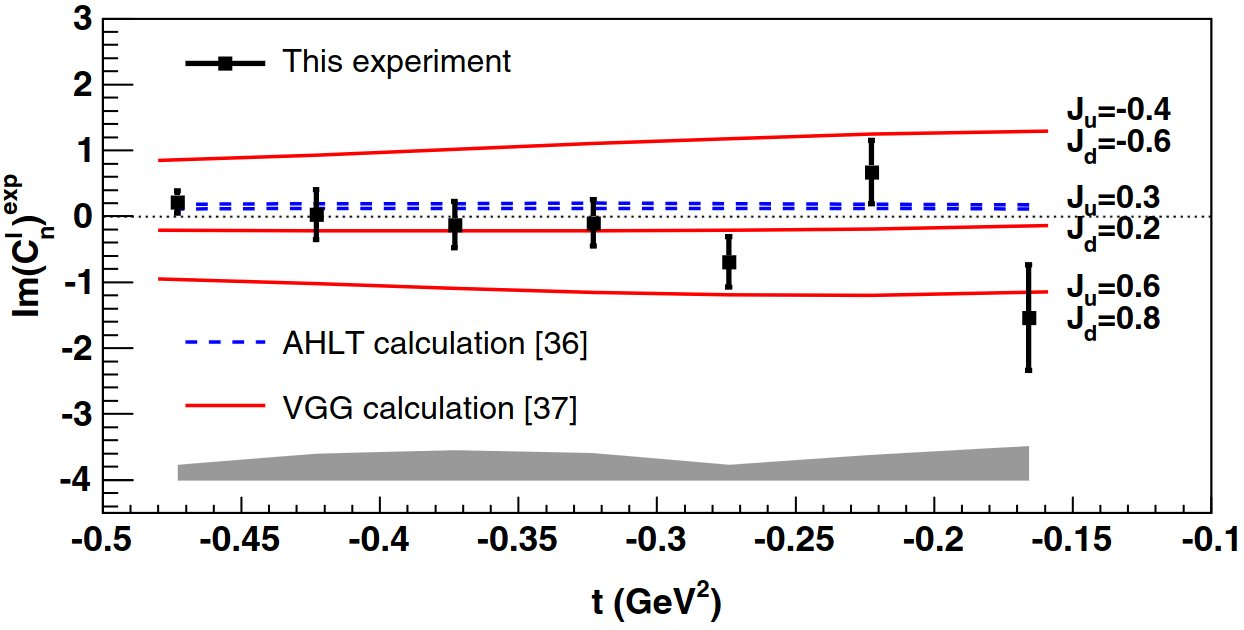 3
This experiment
2
J_u=-0.4
1
J_d=-0.6
J_u=0.3
0
J_d=0.2
-1
J_u=0.6
J_d=0.8
-2
AHLT calculation [36]
-3
VGG calculation [37]
-4
Im(C^I_n)^exp
-0.5 -0.45 -0.4 -0.35 -0.3 -0.25 -0.2 -0.15 -0.1
t (GeV²)